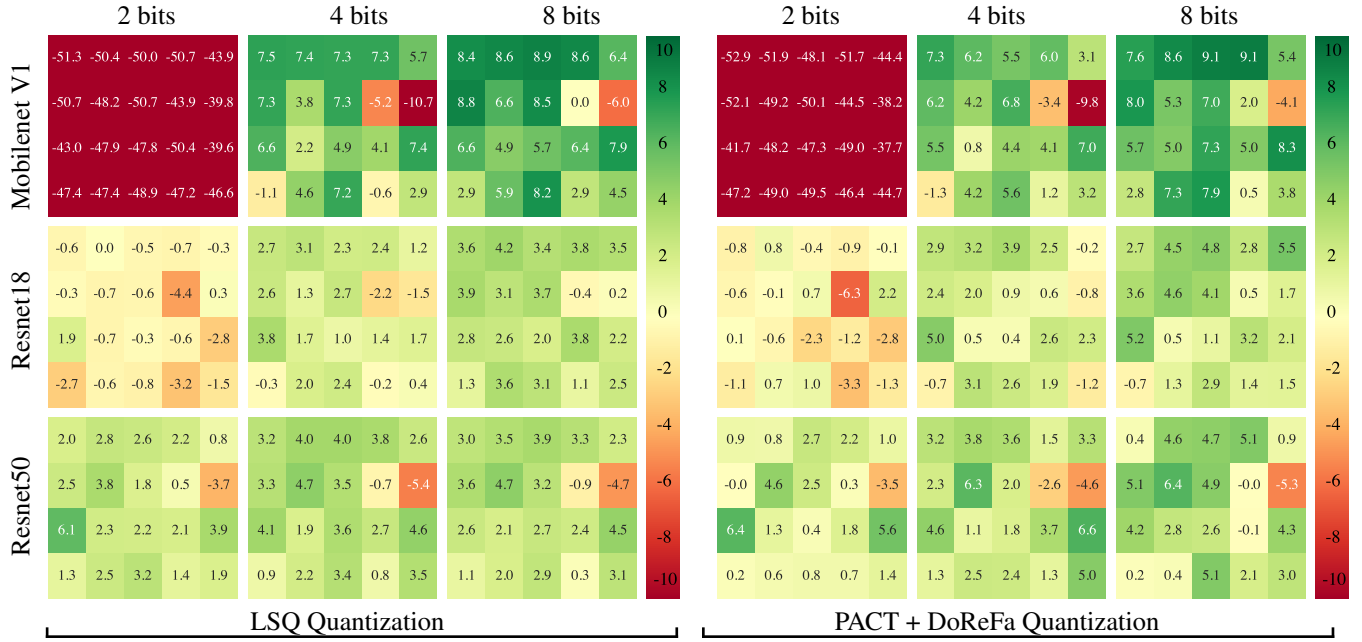 2 bits 4 bits 8 bits 2 bits 4 bits 8 bits
Mobilenet V1
-51.3 -50.4 -50.0 -50.7 -43.9 7.5 7.4 7.3 7.3 5.7 8.4 8.6 8.9 8.6 6.4 10 -52.9 -51.9 -48.1 -51.7 -44.4 7.3 6.2 5.5 6.0 3.1 7.6 8.6 9.1 9.1 5.4 10
-50.7 -48.2 -50.7 -43.9 -39.8 7.3 3.8 7.3 -5.2 -10.7 8.8 6.6 8.5 0.0 -6.0 8 -52.1 -49.2 -50.1 -44.5 -38.2 6.2 4.2 6.8 -3.4 -9.8 8.0 5.3 7.0 2.0 -4.1 8
-43.0 -47.9 -47.8 -50.4 -39.6 6.6 2.2 4.9 4.1 7.4 6.6 4.9 5.7 6.4 7.9 6 -41.7 -48.2 -47.3 -49.0 -37.7 5.5 0.8 4.4 4.1 7.0 5.7 5.0 7.3 5.0 8.3 6
-47.4 -47.4 -48.9 -47.2 -46.6 -1.1 4.6 7.2 -0.6 2.9 2.9 5.9 8.2 2.9 4.5 4 -47.2 -49.0 -49.5 -46.4 -44.7 -1.3 4.2 5.6 1.2 3.2 2.8 7.3 7.9 0.5 3.8 4
Resnet18
-0.6 0.0 -0.5 -0.7 -0.3 2.7 3.1 2.3 2.4 1.2 3.6 4.2 3.4 3.8 3.5 2 -0.8 0.8 -0.4 -0.9 -0.1 2.9 3.2 3.9 2.5 -0.2 2.7 4.5 4.8 2.8 5.5 2
-0.3 -0.7 -0.6 -4.4 0.3 2.6 1.3 2.7 -2.2 -1.5 3.9 3.1 3.7 -0.4 0.2 0 -0.6 -0.1 0.7 -6.3 2.2 2.4 2.0 0.9 0.6 -0.8 3.6 4.6 4.1 0.5 1.7 0
1.9 -0.7 -0.3 -0.6 -2.8 3.8 1.7 1.0 1.4 1.7 2.8 2.6 2.0 3.8 2.2 0.1 -0.6 -2.3 -1.2 -2.8 5.0 0.5 0.4 2.6 2.3 5.2 0.5 1.1 3.2 2.1
-2.7 -0.6 -0.8 -3.2 -1.5 -0.3 2.0 2.4 -0.2 0.4 1.3 3.6 3.1 1.1 2.5 -2 -1.1 0.7 1.0 -3.3 -1.3 -0.7 3.1 2.6 1.9 -1.2 -0.7 1.3 2.9 1.4 1.5 -2
Resnet50
2.0 2.8 2.6 2.2 0.8 3.2 4.0 4.0 3.8 2.6 3.0 3.5 3.9 3.3 2.3 -4 0.9 0.8 2.7 2.2 1.0 3.2 3.8 3.6 1.5 3.3 0.4 4.6 4.7 5.1 0.9 -4
2.5 3.8 1.8 0.5 -3.7 3.3 4.7 3.5 -0.7 -5.4 3.6 4.7 3.2 -0.9 -4.7 -6 -0.0 4.6 2.5 0.3 -3.5 2.3 6.3 2.0 -2.6 -4.6 5.1 6.4 4.9 -0.0 -5.3 -6
6.1 2.3 2.2 2.1 3.9 4.1 1.9 3.6 2.7 4.6 2.6 2.1 2.7 2.4 4.5 -8 6.4 1.3 0.4 1.8 5.6 4.6 1.1 1.8 3.7 6.6 4.2 2.8 2.6 -0.1 4.3 -8
1.3 2.5 3.2 1.4 1.9 0.9 2.2 3.4 0.8 3.5 1.1 2.0 2.9 0.3 3.1 -10 0.2 0.6 0.8 0.7 1.4 1.3 2.5 2.4 1.3 5.0 0.2 0.4 5.1 2.1 3.0 -10
LSQ Quantization PACT + DoReFa Quantization